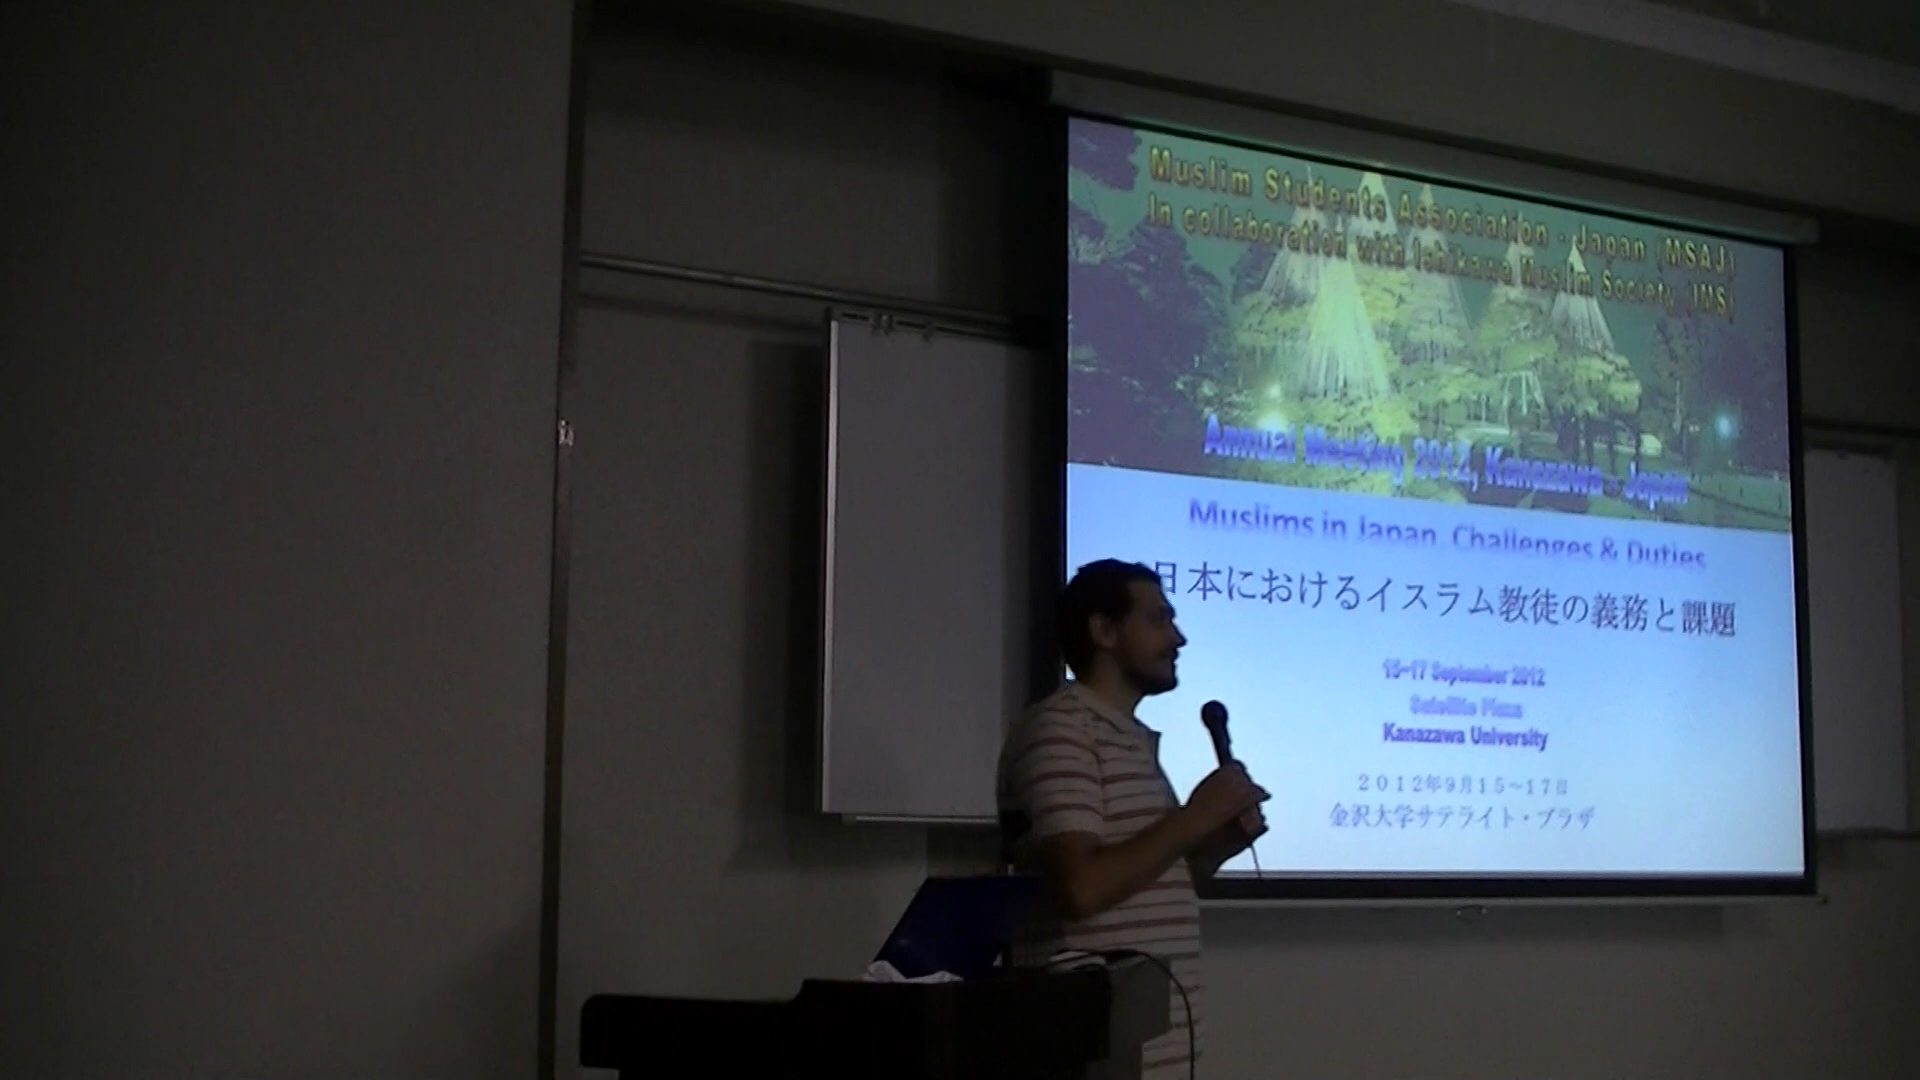 Muslim Students Association - Japan (MSAJ)
In collaboration with Ishikawa Muslim Society (IMS)
Annual Meeting 2012, Kanazawa - Japan
Muslims in Japan, Challenges & Duties
日本におけるイスラム教徒の義務と課題
15-17 September 2012
Satellite Plaza
Kanazawa University
2012年9月15~17日
金沢大学サテライト・プラザ